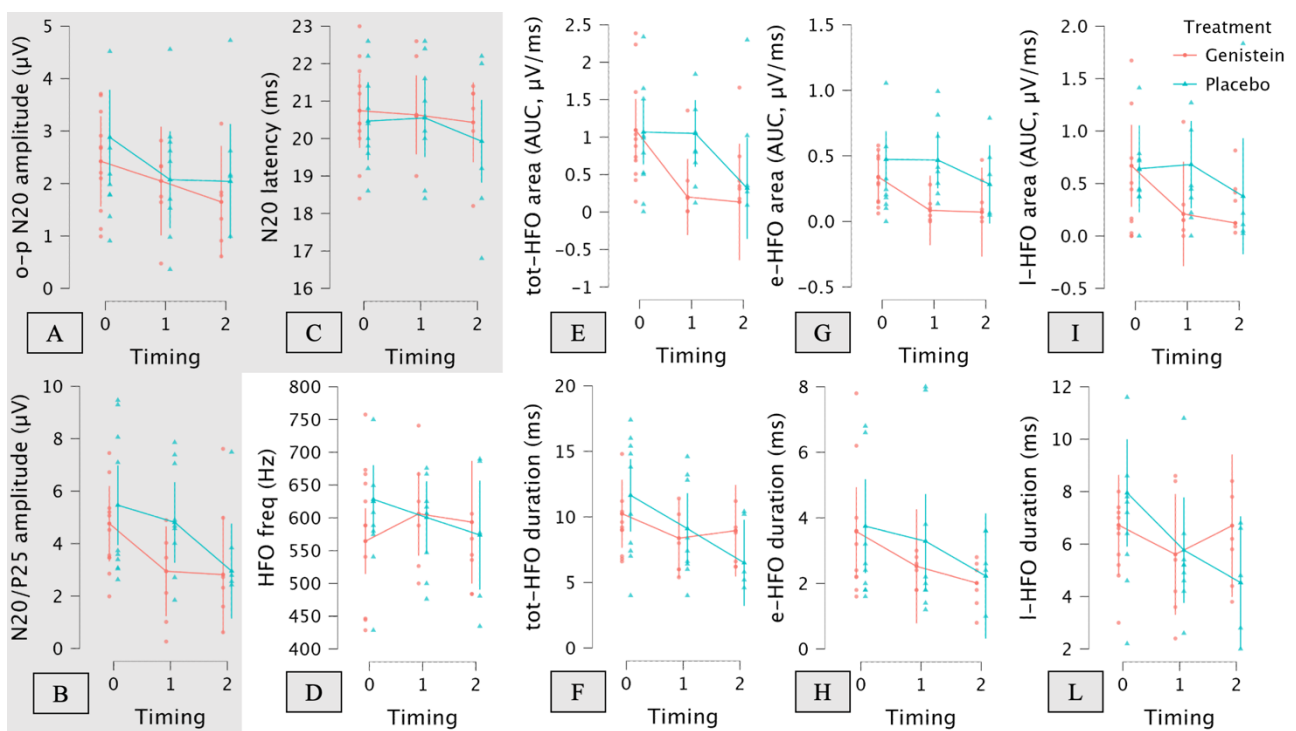 o-p N20 amplitude (μV)
5
4
3
2
1
0
0 1 2
A
Timing
N20 latency (ms)
23
22
21
20
19
18
17
16
0 1 2
C
Timing
tot-HFO area (AUC, μV/ms)
2.5
2
1.5
1
0.5
0
-0.5
-1
0 1 2
E
Timing
e-HFO area (AUC, μV/ms)
1.5
1.0
0.5
0.0
-0.5
0 1 2
G
Timing
l-HFO area (AUC, μV/ms)
2.0
1.5
1.0
0.5
0.0
-0.5
0 1 2
I
Timing
Treatment
Genistein
Placebo
N20/P25 amplitude (μV)
10
8
6
4
2
0
0 1 2
B
Timing
HFO freq (Hz)
800
750
700
650
600
550
500
450
400
0 1 2
D
Timing
tot-HFO duration (ms)
20
15
10
5
0
0 1 2
F
Timing
e-HFO duration (ms)
8
6
4
2
0
0 1 2
H
Timing
l-HFO duration (ms)
12
10
8
6
4
2
0 1 2
L
Timing